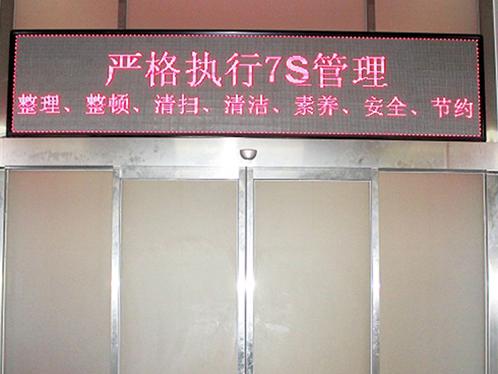 严格执行7S管理
整理、整顿、清扫、清洁、素养、安全、节约